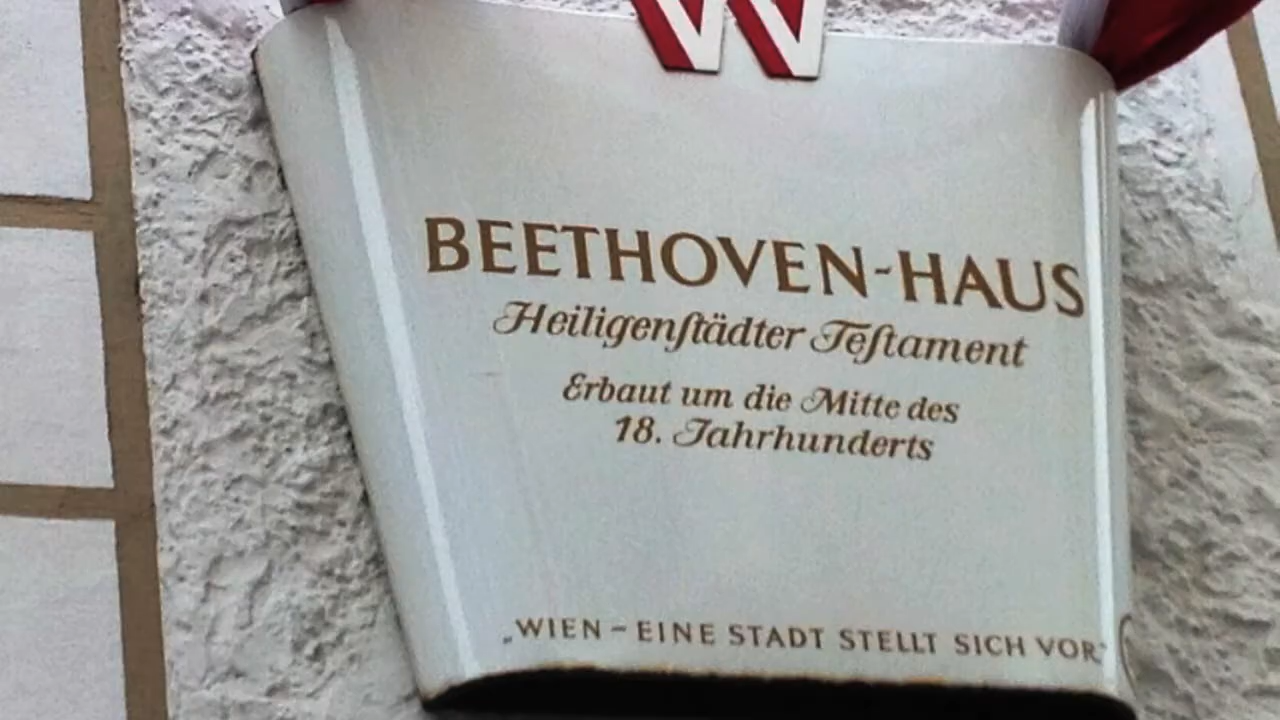 W
BEETHOVEN-HAUS
Heiligenſtädter Teſtament
Erbaut um die Mitte des
18. Jahrhunderts
„WIEN – EINE STADT STELLT SICH VOR“